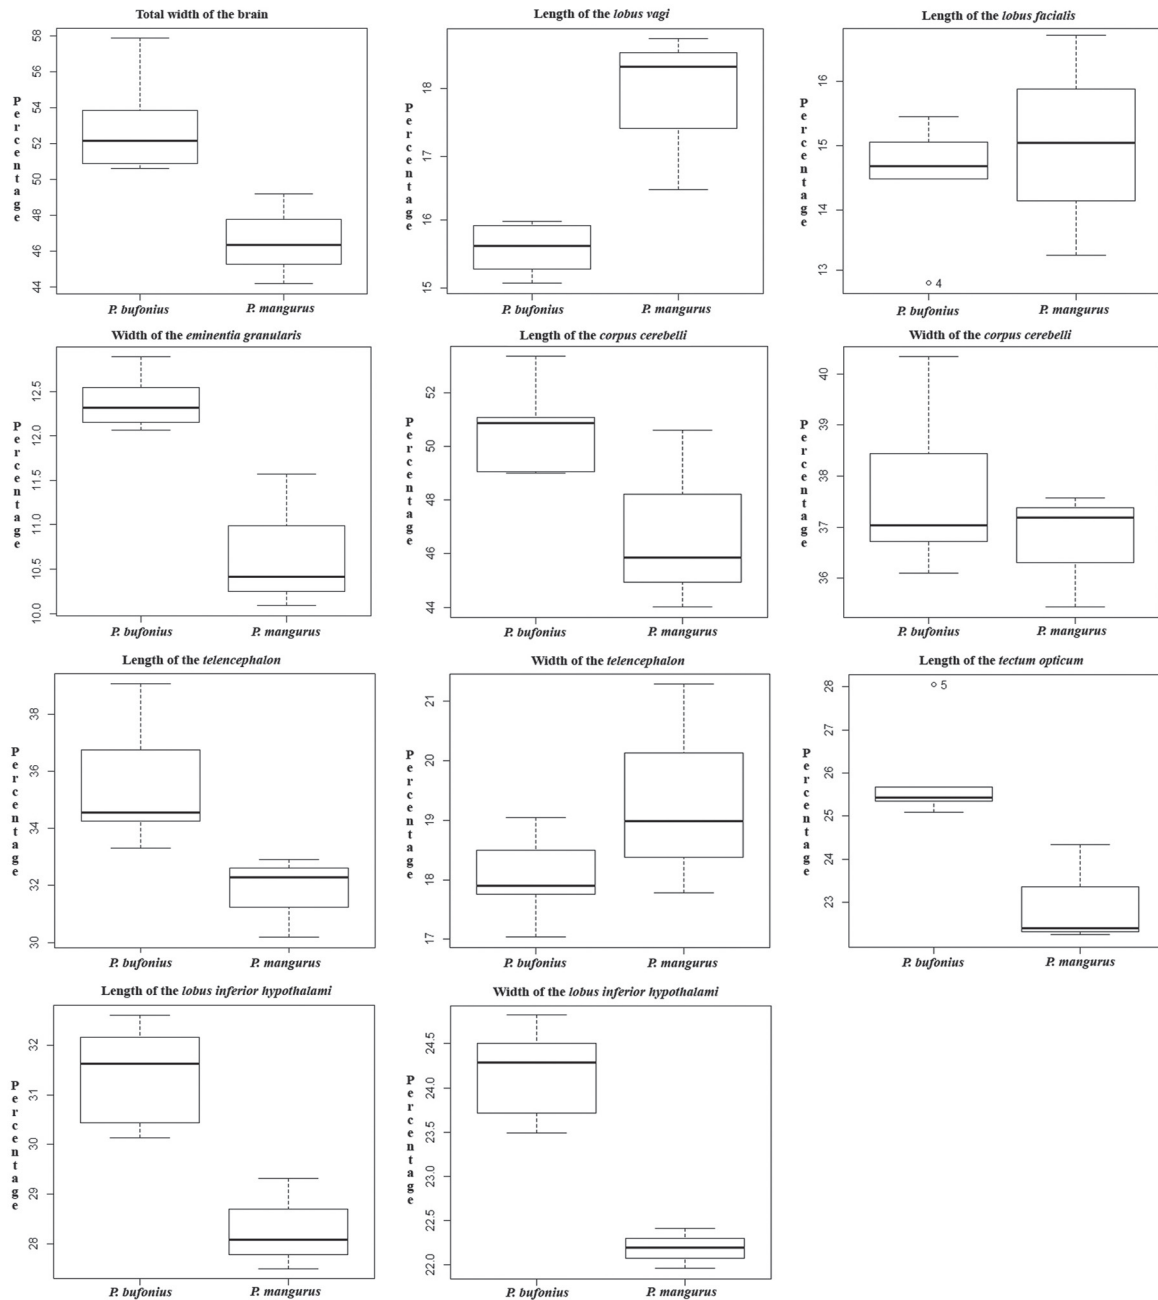 Total width of the brain
Percentage
58
56
54
52
50
48
46
44
P. bufonius
P. mangurus
Length of the lobus vagi
Percentage
18
17
16
15
P. bufonius
P. mangurus
Length of the lobus facialis
Percentage
16
15
14
13
4
P. bufonius
P. mangurus
Width of the eminentia granularis
Percentage
12.5
12.0
11.5
11.0
10.5
10.0
P. bufonius
P. mangurus
Length of the corpus cerebelli
Percentage
52
50
48
46
44
P. bufonius
P. mangurus
Width of the corpus cerebelli
Percentage
40
39
38
37
36
P. bufonius
P. mangurus
Length of the telencephalon
Percentage
38
36
34
32
30
P. bufonius
P. mangurus
Width of the telencephalon
Percentage
21
20
19
18
17
P. bufonius
P. mangurus
Length of the tectum opticum
Percentage
28
27
26
25
24
23
5
P. bufonius
P. mangurus
Length of the lobus inferior hypothalami
Percentage
32
31
30
29
28
P. bufonius
P. mangurus
Width of the lobus inferior hypothalami
Percentage
24.5
24.0
23.5
23.0
22.5
22.0
P. bufonius
P. mangurus